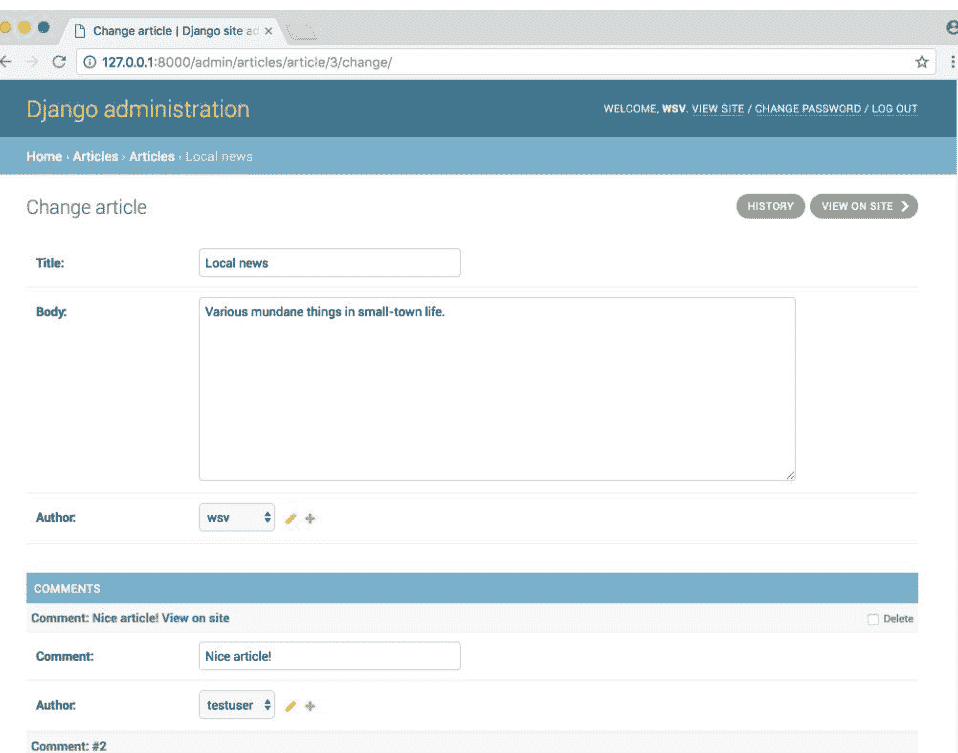 Change article | Django site ad
127.0.0.1:8000/admin/articles/article/3/change/
Django administration
WELCOME, WSV. VIEW SITE / CHANGE PASSWORD / LOG OUT
Home › Articles › Articles › Local news
Change article
HISTORY
VIEW ON SITE
Title:
Local news
Body:
Various mundane things in small-town life.
Author:
wsv
COMMENTS
Comment: Nice article! View on site
Delete
Comment:
Nice article!
Author:
testuser
Comment: #2